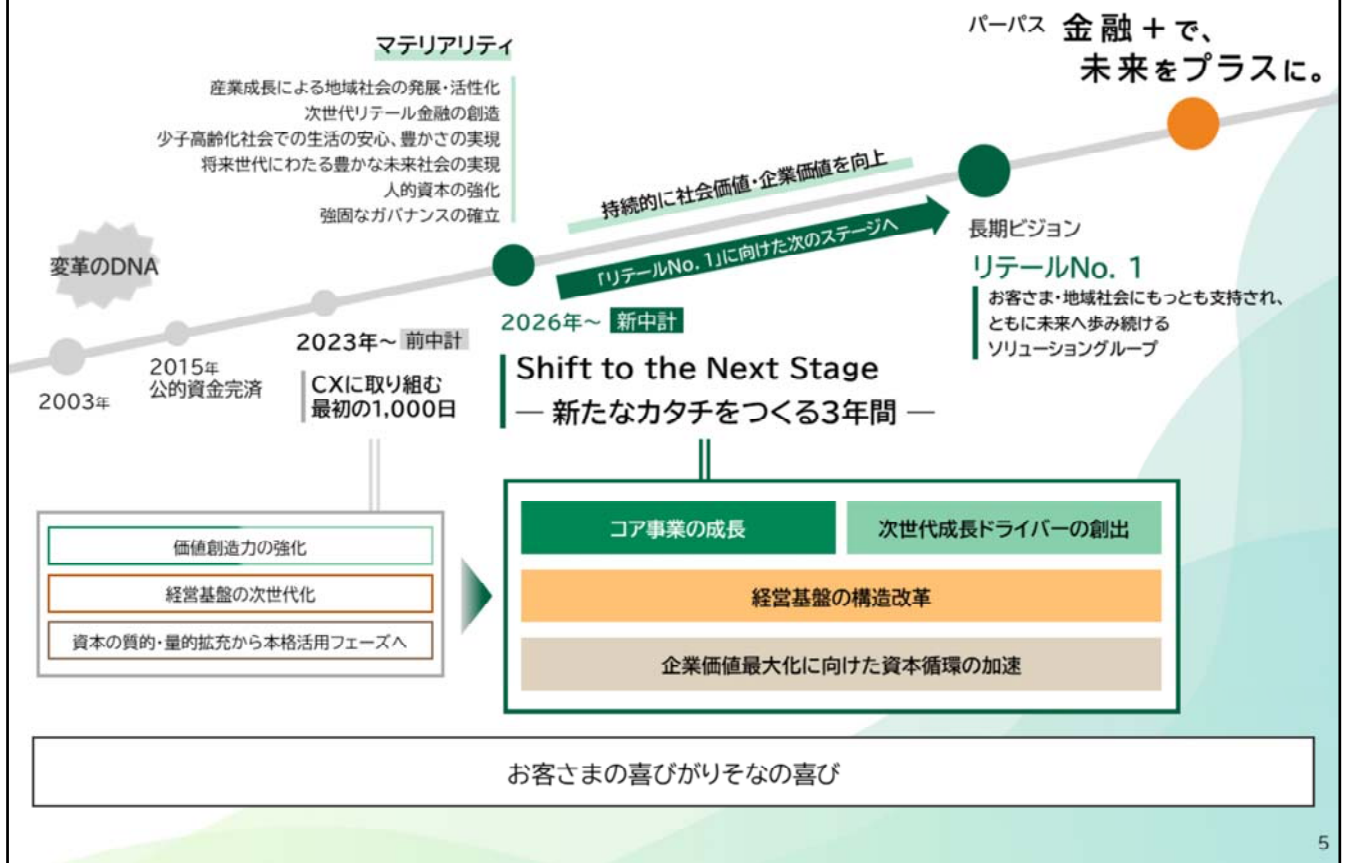 パーパス 金融+で、
未来をプラスに。
マテリアリティ
産業成長による地域社会の発展・活性化
次世代リテール金融の創造
少子高齢化社会での生活の安心、豊かさの実現
将来世代にわたる豊かな未来社会の実現
人的資本の強化
強固なガバナンスの確立
持続的に社会価値・企業価値を向上
「リテールNo. 1」に向けた次のステージへ
長期ビジョン
リテールNo. 1
お客さま・地域社会にもっとも支持され、
ともに未来へ歩み続ける
ソリューショングループ
変革のDNA
2003年
2015年
公的資金完済
2023年~ 前中計
CXに取り組む
最初の1,000日
2026年~ 新中計
Shift to the Next Stage
― 新たなカタチをつくる3年間 ―
価値創造力の強化
経営基盤の次世代化
資本の質的・量的拡充から本格活用フェーズへ
コア事業の成長
次世代成長ドライバーの創出
経営基盤の構造改革
企業価値最大化に向けた資本循環の加速
お客さまの喜びがりそなの喜び
5